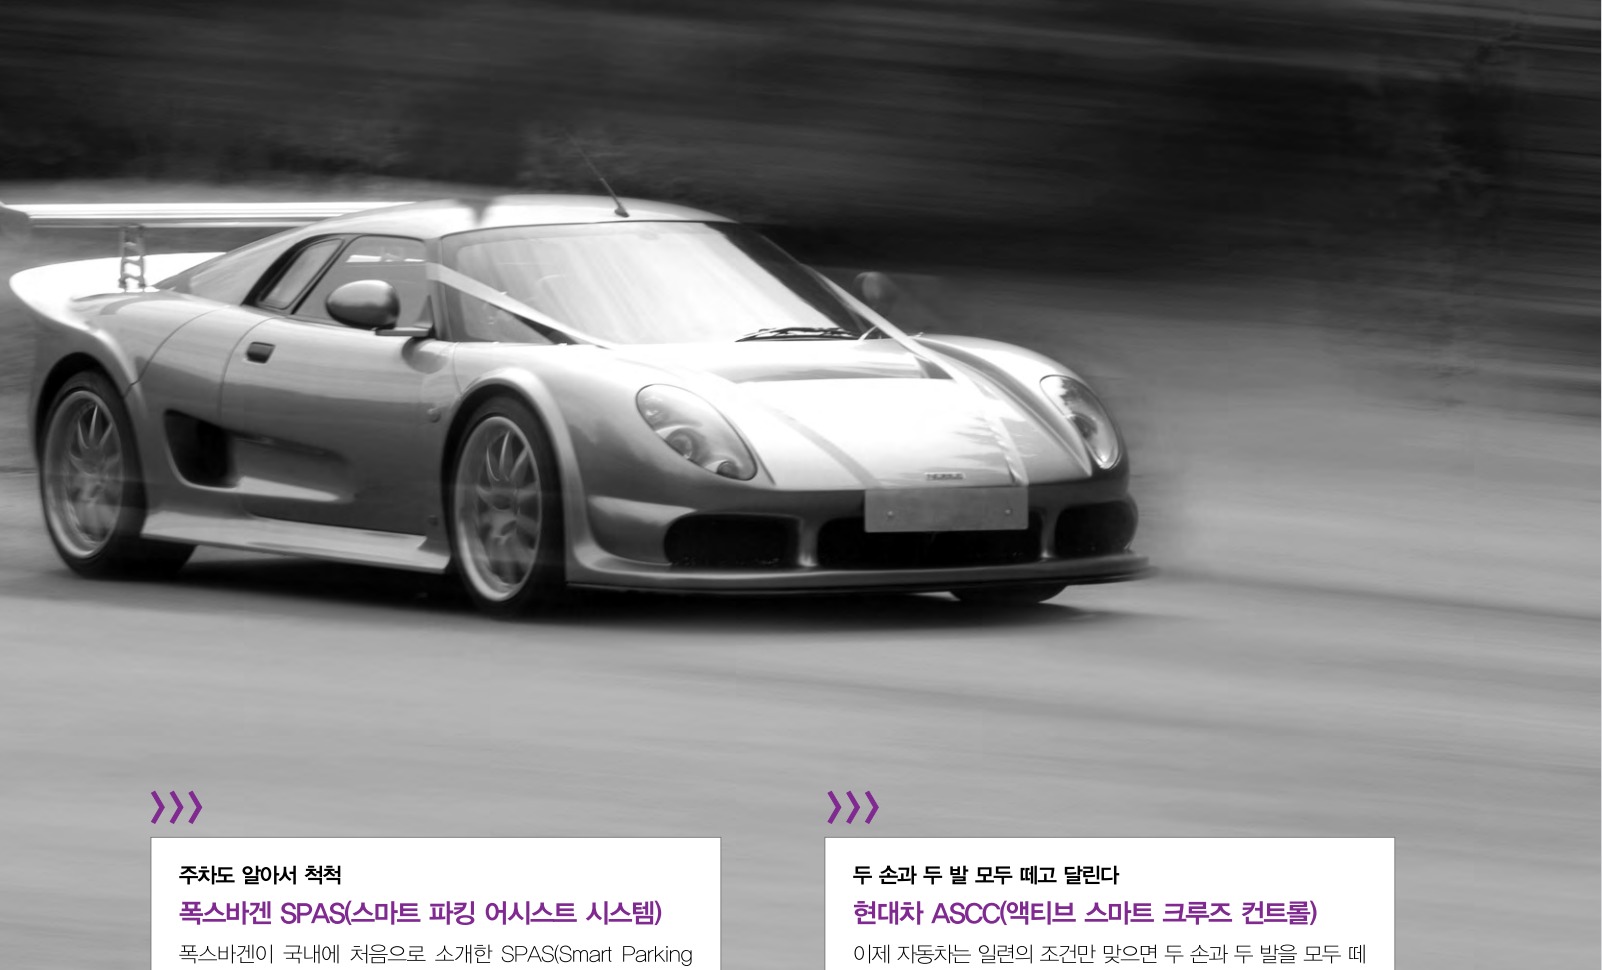 주차도 알아서 척척
폭스바겐 SPAS(스마트 파킹 어시스트 시스템)
폭스바겐이 국내에 처음으로 소개한 SPAS(Smart Parking
두 손과 두 발 모두 떼고 달린다
현대차 ASCC(액티브 스마트 크루즈 컨트롤)
이제 자동차는 일련의 조건만 맞으면 두 손과 두 발을 모두 떼